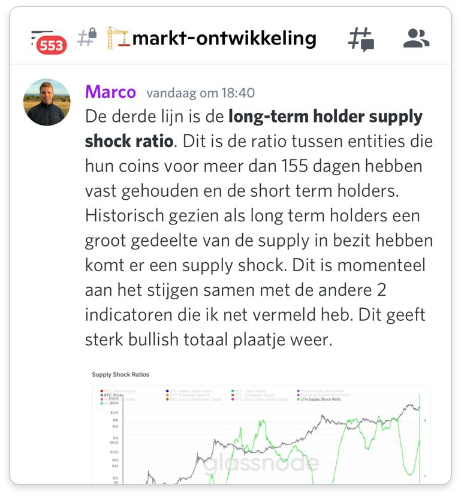 553
markt-ontwikkeling
Marco vandaag om 18:40
De derde lijn is de long-term holder supply
shock ratio. Dit is de ratio tussen entities die
hun coins voor meer dan 155 dagen hebben
vast gehouden en de short term holders.
Historisch gezien als long term holders een
groot gedeelte van de supply in bezit hebben
komt er een supply shock. Dit is momenteel
aan het stijgen samen met de andere 2
indicatoren die ik net vermeld heb. Dit geeft
sterk bullish totaal plaatje weer.
Supply Shock Ratios
glassnode